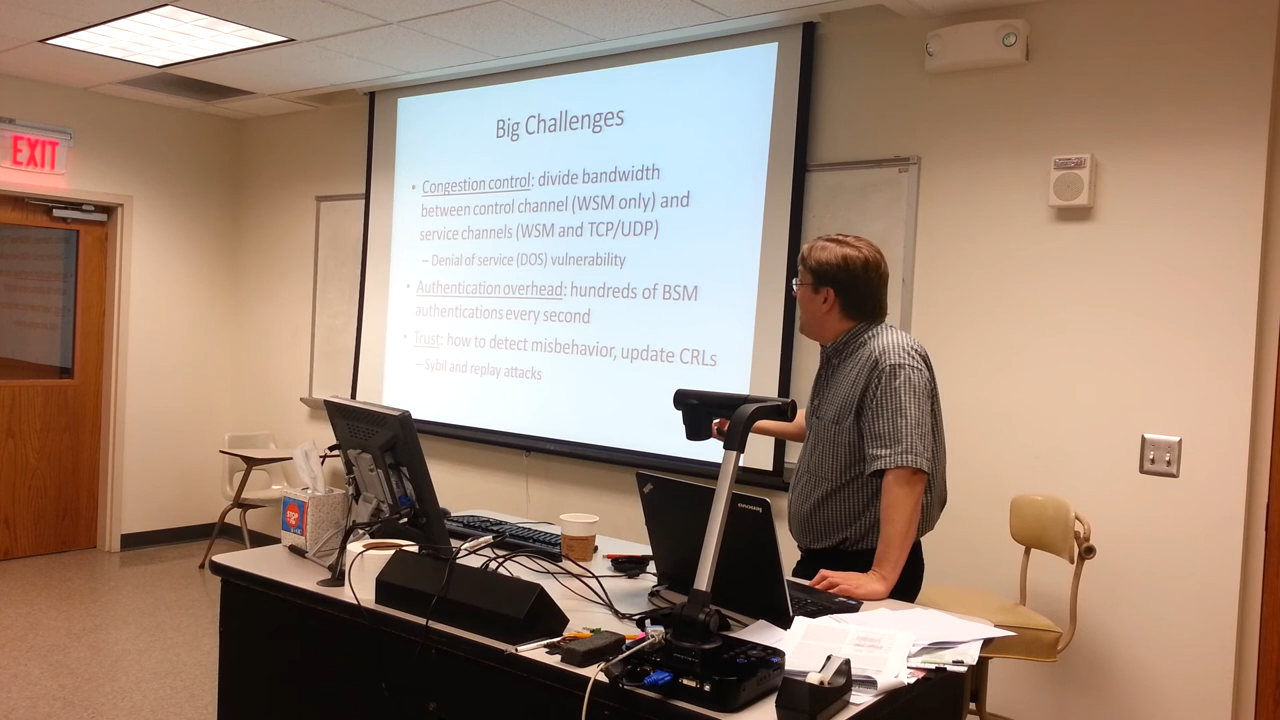 EXIT
Big Challenges
• Congestion control: divide bandwidth
between control channel (WSM only) and
service channels (WSM and TCP/UDP)
– Denial of service (DOS) vulnerability
• Authentication overhead: hundreds of BSM
authentications every second
• Trust: how to detect misbehavior, update CRLs
– Sybil and replay attacks
lenovo